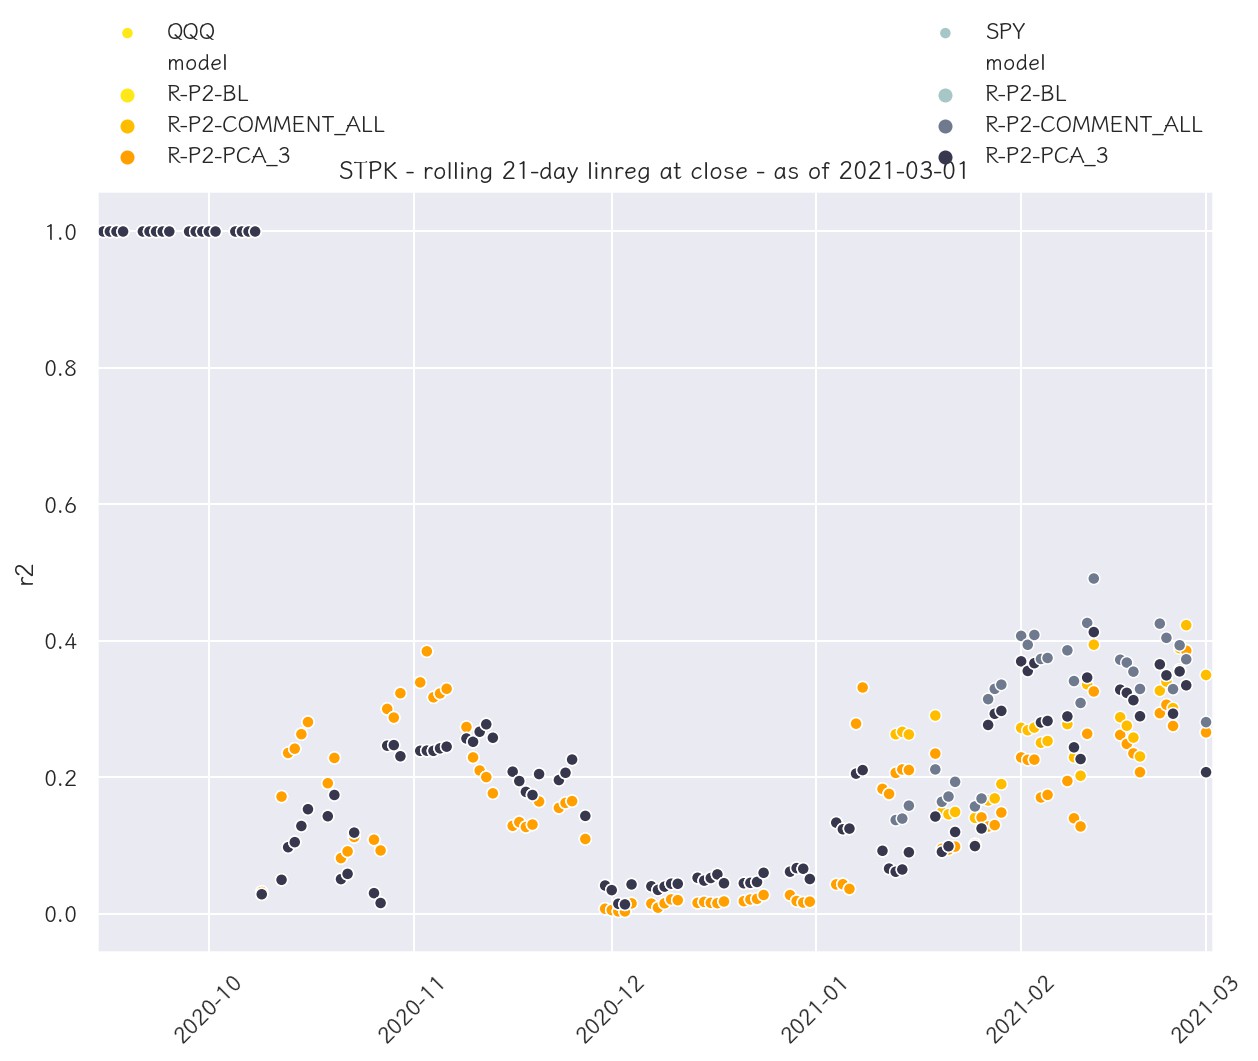 QQQ
model
R-P2-BL
R-P2-COMMENT_ALL
R-P2-PCA_3
SPY
model
R-P2-BL
R-P2-COMMENT_ALL
R-P2-PCA_3
STPK - rolling 21-day linreg at close - as of 2021-03-01
1.0
0.8
0.6
0.4
0.2
0.0
r2
2020-10
2020-11
2020-12
2021-01
2021-02
2021-03